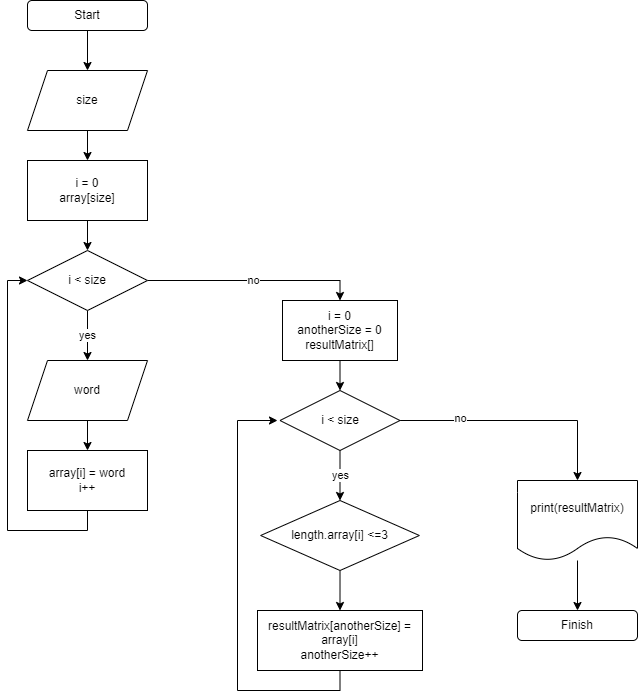 Start
size
i = 0
array[size]
i < size
no
yes
word
array[i] = word
i++
i = 0
anotherSize = 0
resultMatrix[]
i < size
no
yes
length.array[i] <=3
resultMatrix[anotherSize] =
array[i]
anotherSize++
print(resultMatrix)
Finish